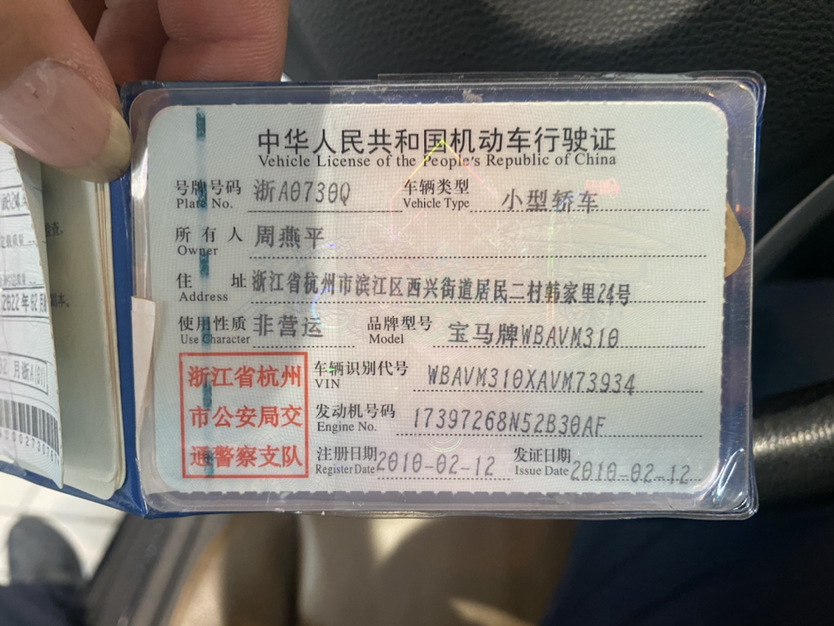 中华人民共和国机动车行驶证
Vehicle License of the People's Republic of China
号牌号码 浙A0730Q 车辆类型 小型轿车
Plate No. Vehicle Type
所有人 周燕平
Owner
住址 浙江省杭州市滨江区西兴街道居民二村韩家里24号
Address
使用性质 非营运 品牌型号 宝马牌WBAVM310
Use Character Model
浙江省杭州
市公安局交
通警察支队
车辆识别代号 WBAVM310XAVM73934
VIN
发动机号码 17397268N52B30AF
Engine No.
注册日期 2010-02-12 发证日期 2010-02-12
Register Date Issue Date